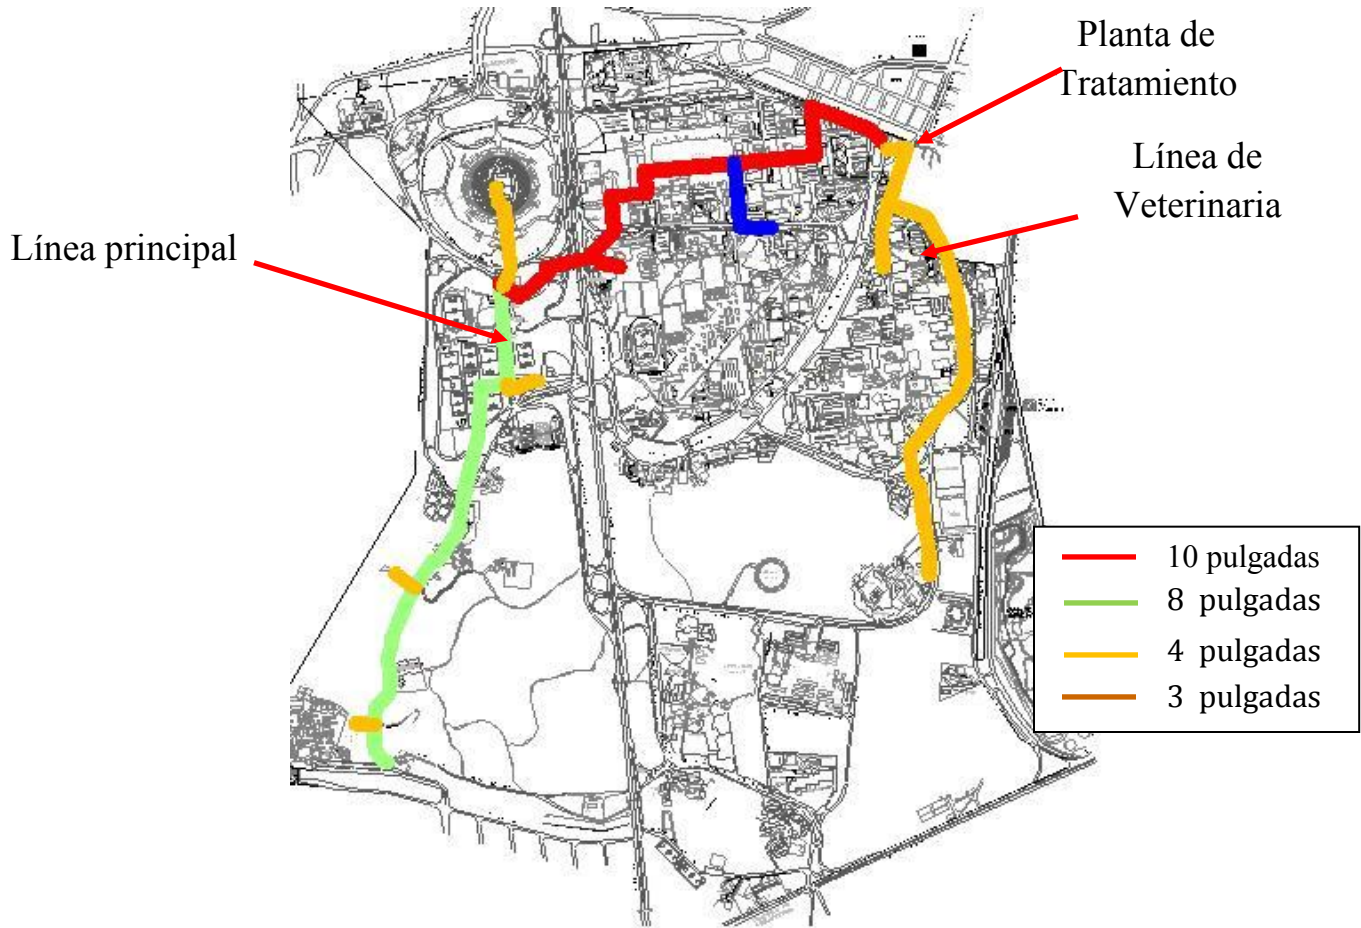 Planta de
Tratamiento
Línea de
Veterinaria
Línea principal
10 pulgadas
8 pulgadas
4 pulgadas
3 pulgadas